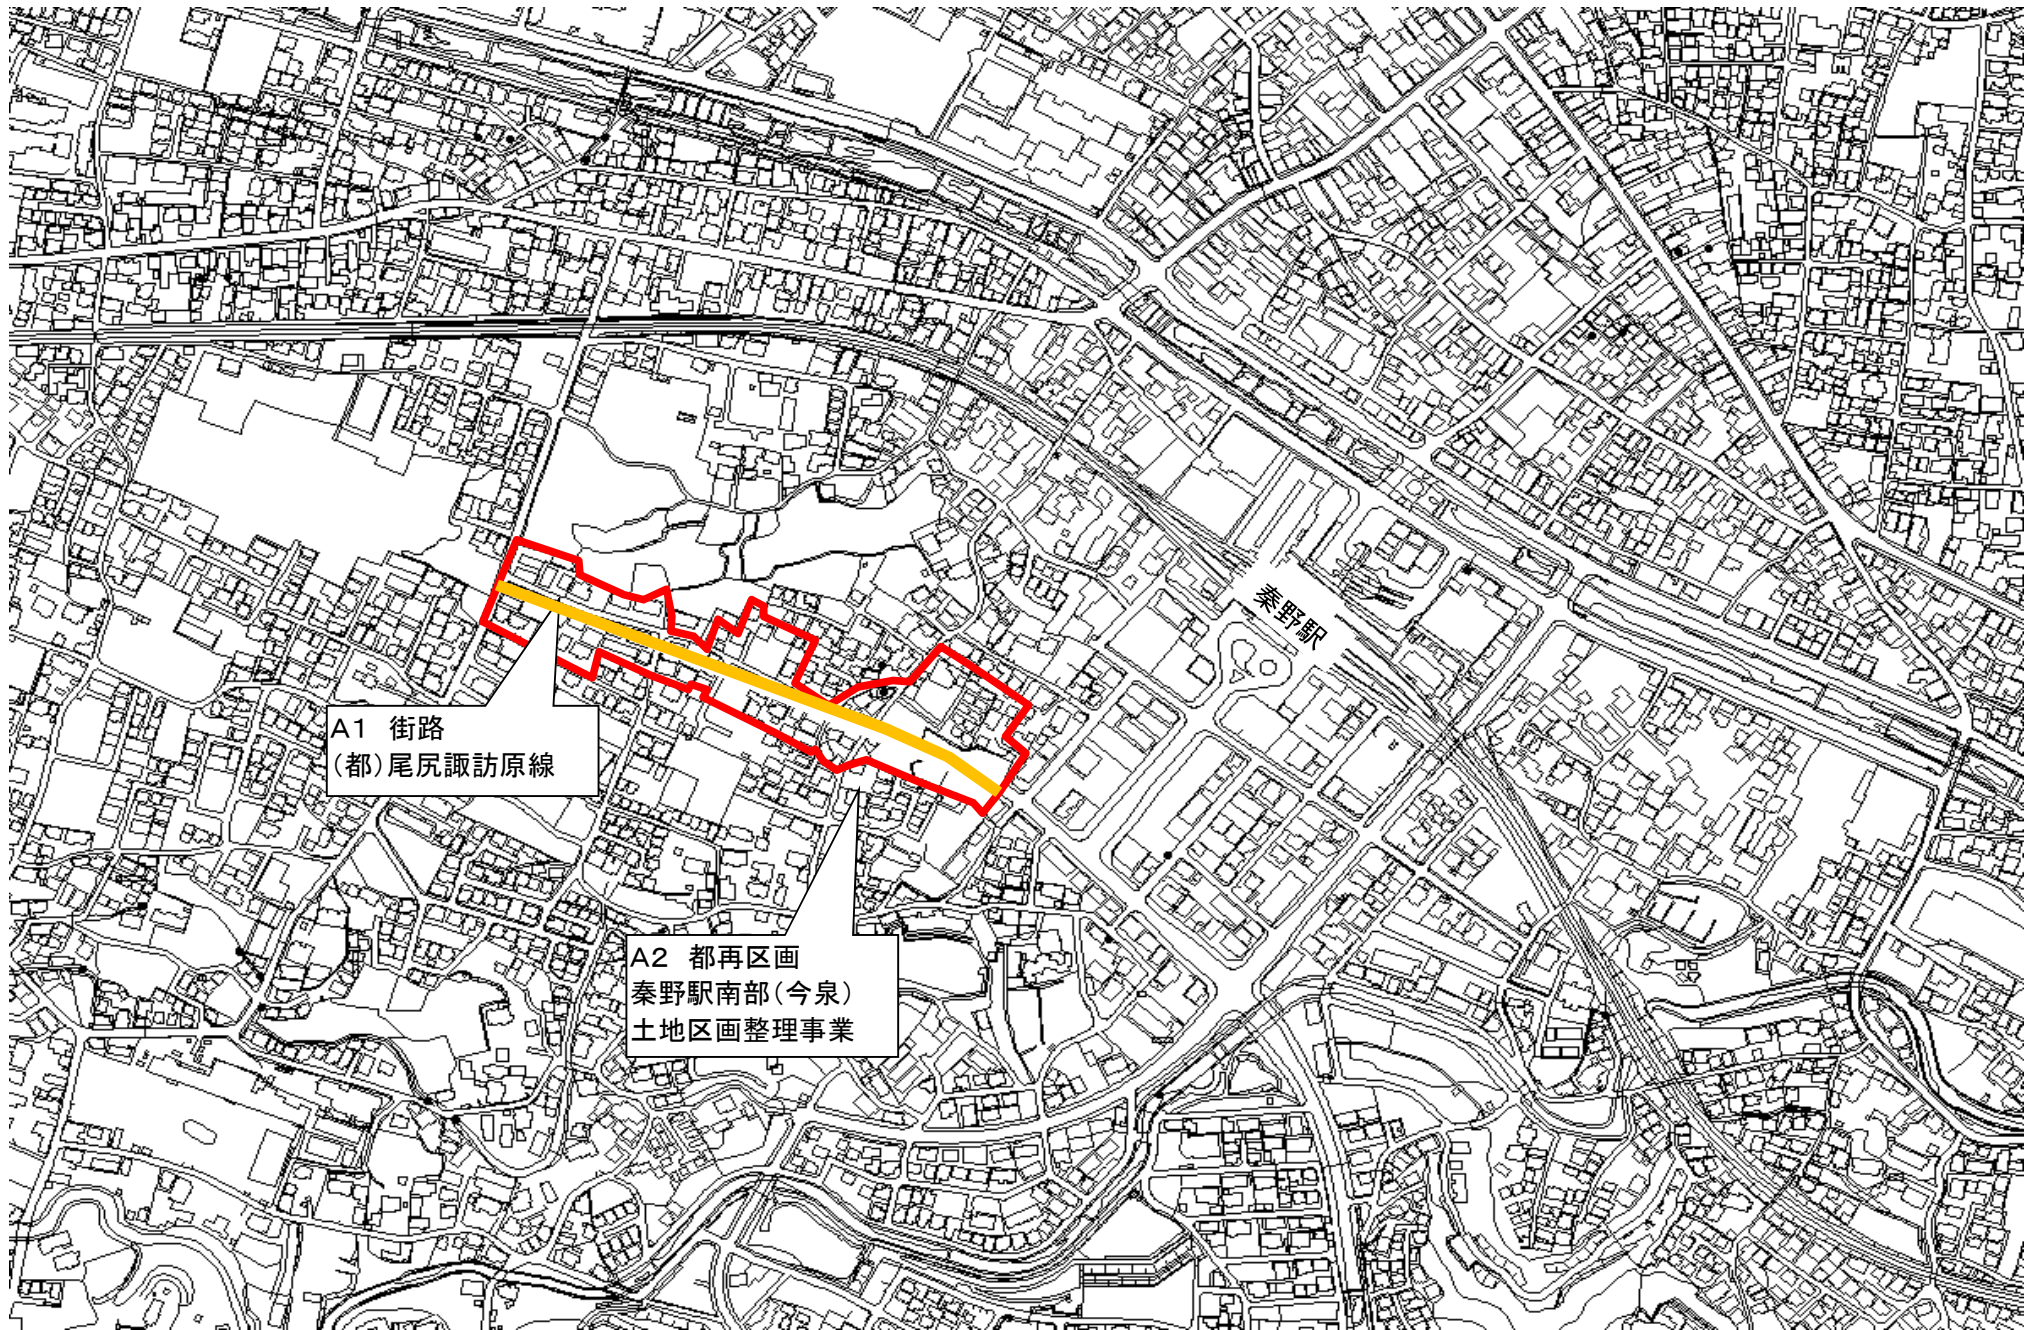 秦野駅
A1 街路
(都)尾尻諏訪原線
A2 都再区画
秦野駅南部(今泉)
土地区画整理事業